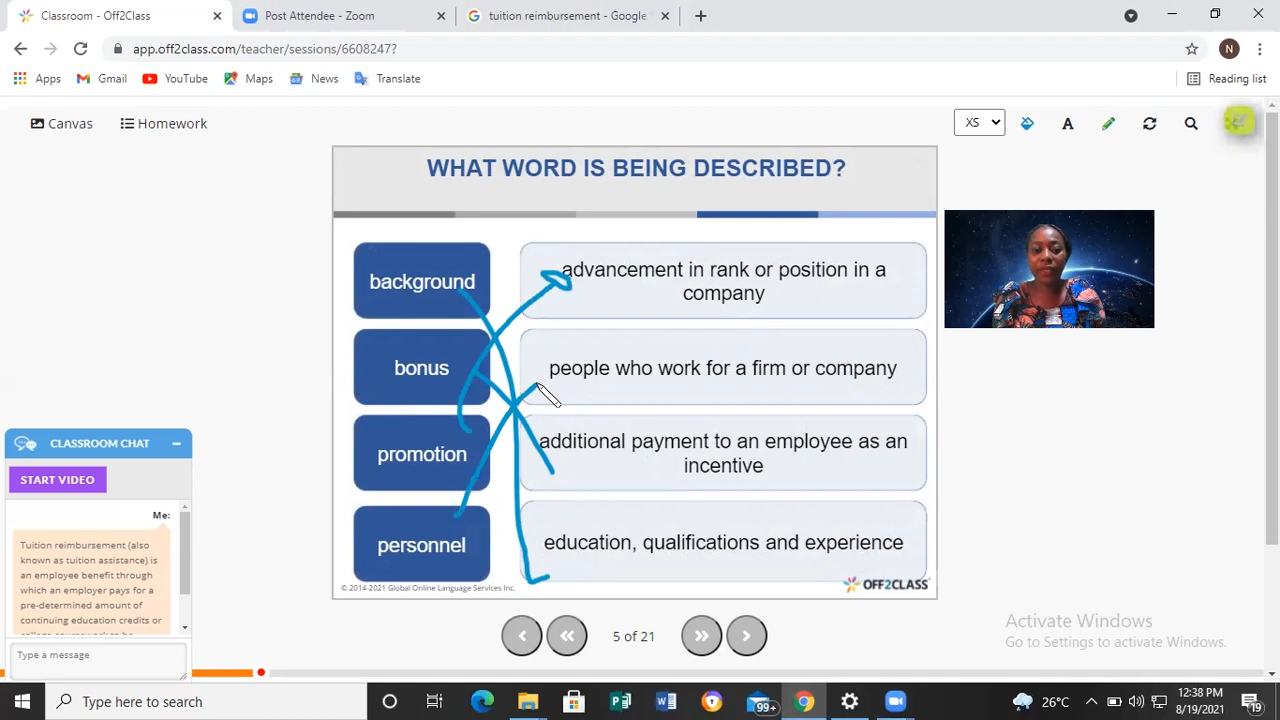 Classroom - Off2Class
Post Attendee - Zoom
tuition reimbursement - Google
app.off2class.com/teacher/sessions/6608247?
N
Apps
Gmail
YouTube
Maps
News
Translate
Reading list
Canvas
Homework
XS
A
WHAT WORD IS BEING DESCRIBED?
background
advancement in rank or position in a
company
bonus
people who work for a firm or company
promotion
additional payment to an employee as an
incentive
personnel
education, qualifications and experience
© 2014-2021 Global Online Language Services Inc.
OFF2CLASS
CLASSROOM CHAT
START VIDEO
Me:
Tuition reimbursement (also
known as tuition assistance) is
an employee benefit through
which an employer pays for a
pre-determined amount of
continuing education credits or
college coursework to be
Type a message
5 of 21
Activate Windows
Go to Settings to activate Windows.
Type here to search
99+
26°C
12:38 PM
8/19/2021
19